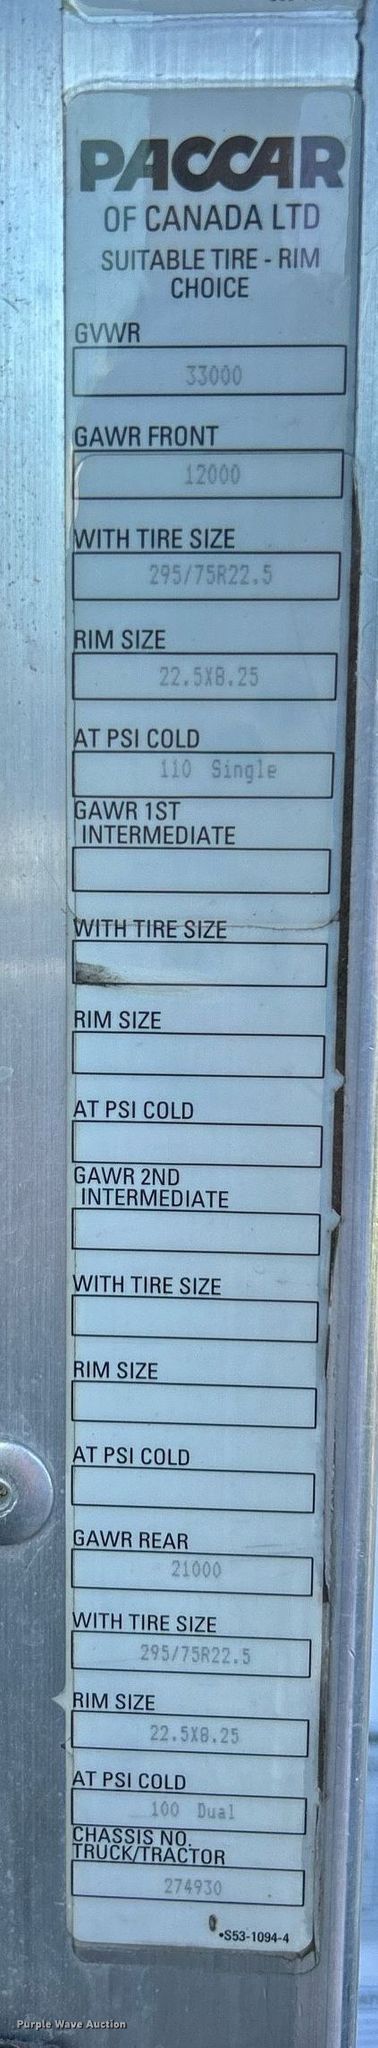 PACCAR
OF CANADA LTD
SUITABLE TIRE - RIM
CHOICE
GVWR
33000
GAWR FRONT
12000
WITH TIRE SIZE
295/75R22.5
RIM SIZE
22.5X8.25
AT PSI COLD
110 Single
GAWR 1ST
INTERMEDIATE
WITH TIRE SIZE
RIM SIZE
AT PSI COLD
GAWR 2ND
INTERMEDIATE
WITH TIRE SIZE
RIM SIZE
AT PSI COLD
GAWR REAR
21000
WITH TIRE SIZE
295/75R22.5
RIM SIZE
22.5X8.25
AT PSI COLD
100 Dual
CHASSIS NO.
TRUCK/TRACTOR
274930
•S53-1094-4
Purple Wave Auction